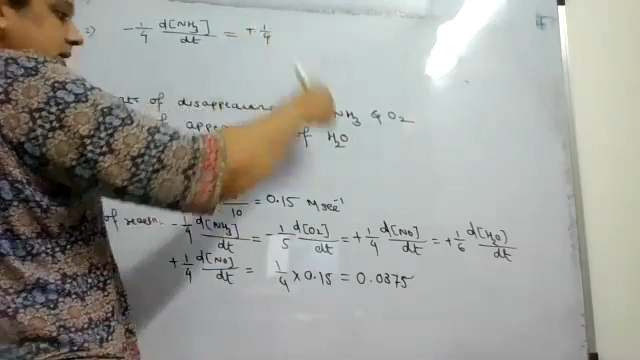 -1/4 d[NH₃]/dt = +1/4
of disappearan NH₃ & O₂
appe of H₂O
/10 = 0.15 M sec⁻¹
of reaxn. -1/4 d[NH₃]/dt = -1/5 d[O₂]/dt = +1/4 d[NO]/dt = +1/6 d[H₂O]/dt
+1/4 d[NO]/dt = 1/4 × 0.15 = 0.0375